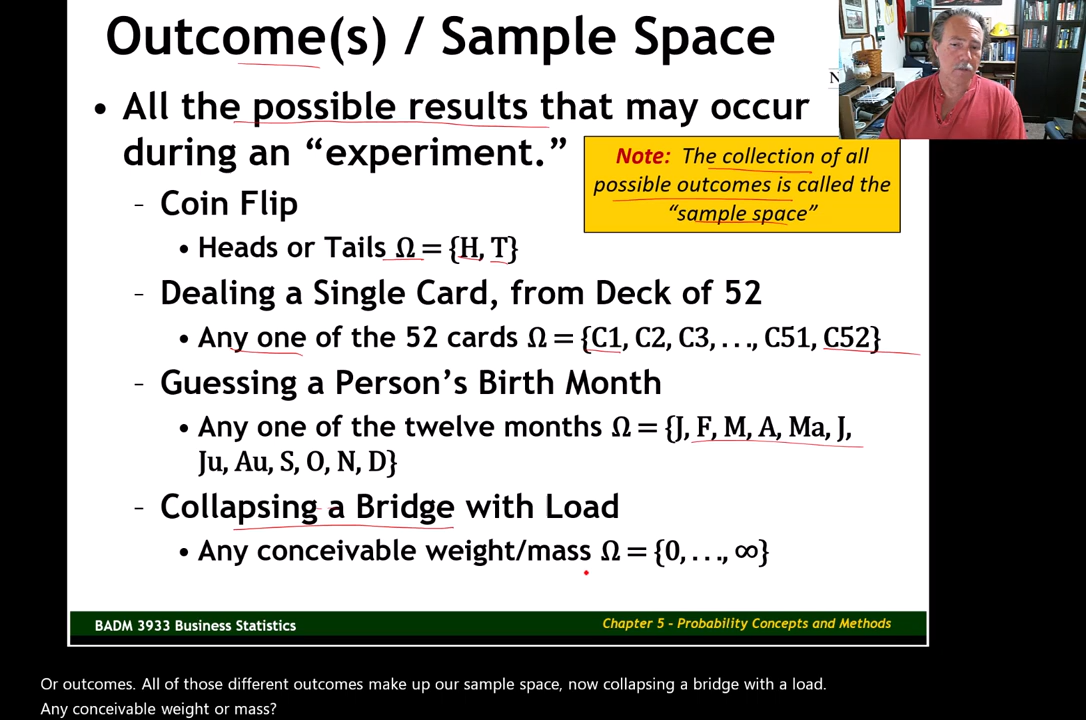 Outcome(s) / Sample Space
• All the possible results that may occur
during an “experiment.”
Note: The collection of all
possible outcomes is called the
“sample space”
- Coin Flip
• Heads or Tails Ω = {H, T}
- Dealing a Single Card, from Deck of 52
• Any one of the 52 cards Ω = {C1, C2, C3, . . ., C51, C52}
- Guessing a Person’s Birth Month
• Any one of the twelve months Ω = {J, F, M, A, Ma, J,
Ju, Au, S, O, N, D}
- Collapsing a Bridge with Load
• Any conceivable weight/mass Ω = {0, . . ., ∞}
BADM 3933 Business Statistics
Chapter 5 - Probability Concepts and Methods
Or outcomes. All of those different outcomes make up our sample space, now collapsing a bridge with a load.
Any conceivable weight or mass?